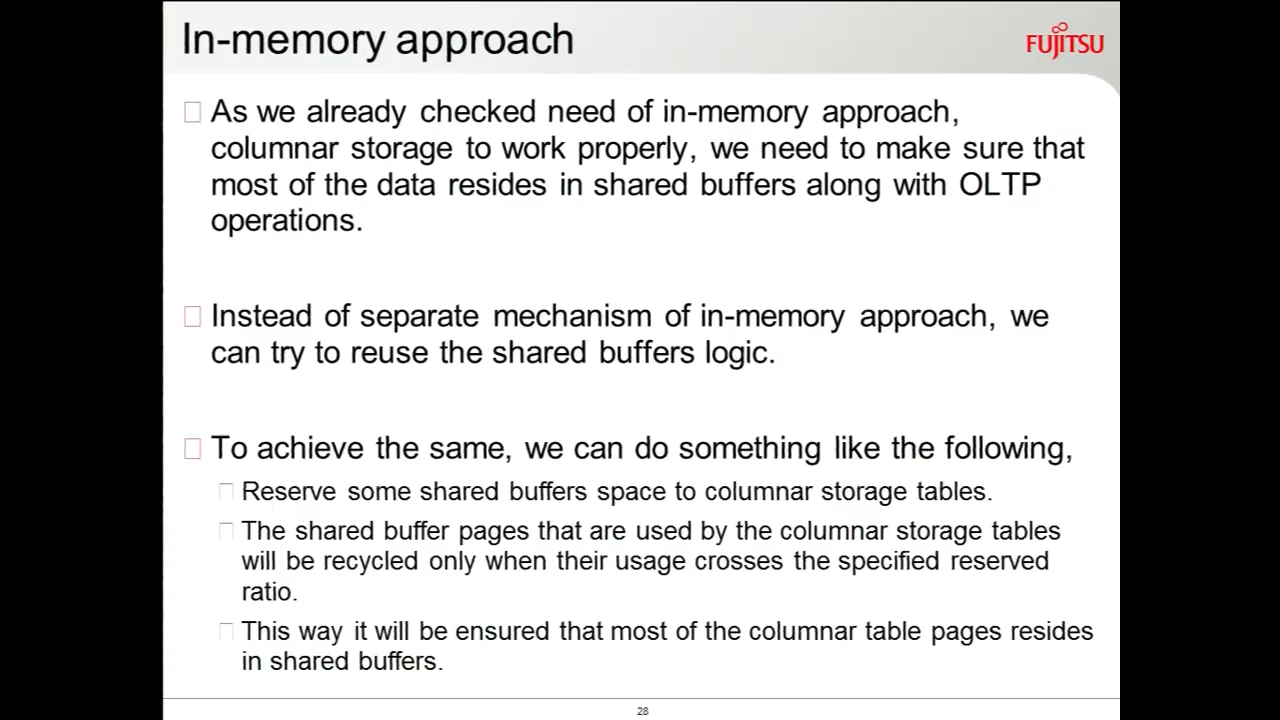 In-memory approach
FUJITSU
As we already checked need of in-memory approach,
columnar storage to work properly, we need to make sure that
most of the data resides in shared buffers along with OLTP
operations.
Instead of separate mechanism of in-memory approach, we
can try to reuse the shared buffers logic.
To achieve the same, we can do something like the following,
Reserve some shared buffers space to columnar storage tables.
The shared buffer pages that are used by the columnar storage tables
will be recycled only when their usage crosses the specified reserved
ratio.
This way it will be ensured that most of the columnar table pages resides
in shared buffers.
28